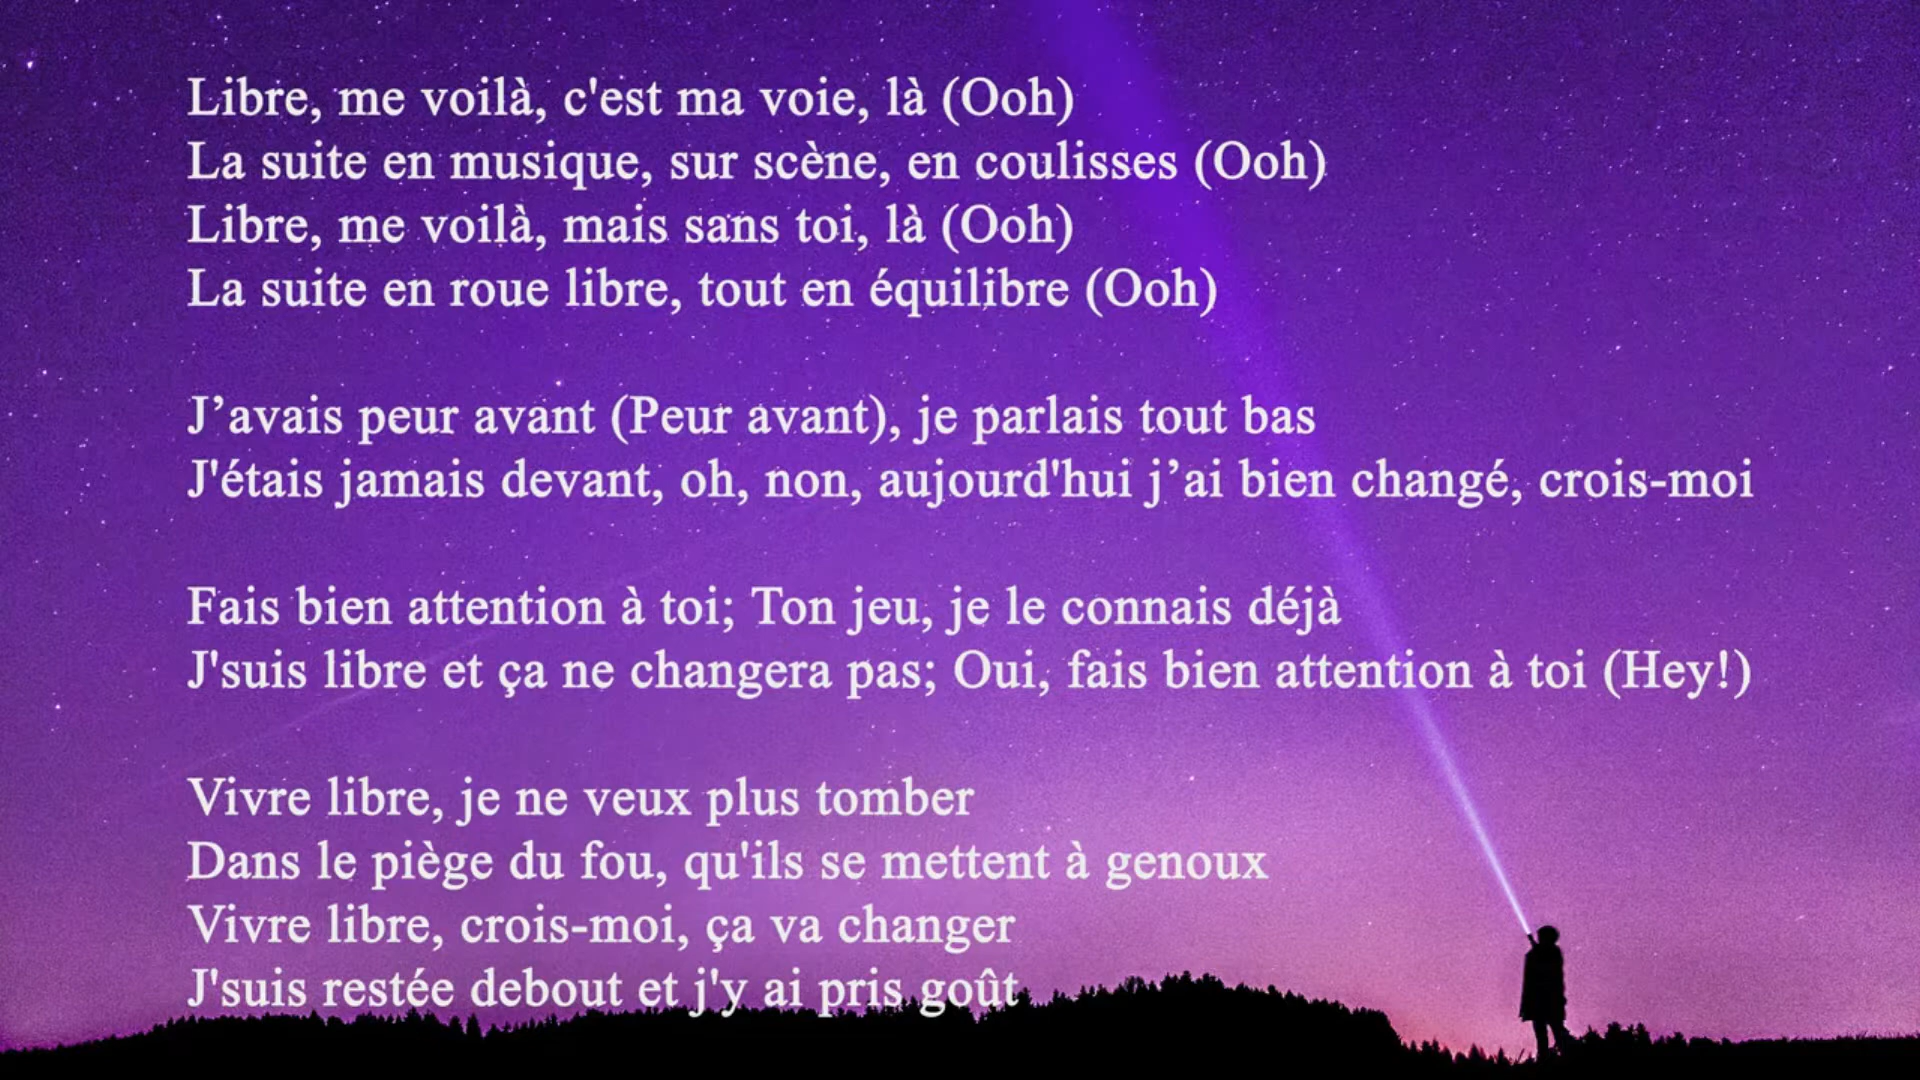 Libre, me voilà, c'est ma voie, là (Ooh)
La suite en musique, sur scène, en coulisses (Ooh)
Libre, me voilà, mais sans toi, là (Ooh)
La suite en roue libre, tout en équilibre (Ooh)
J’avais peur avant (Peur avant), je parlais tout bas
J'étais jamais devant, oh, non, aujourd'hui j’ai bien changé, crois-moi
Fais bien attention à toi; Ton jeu, je le connais déjà
J'suis libre et ça ne changera pas; Oui, fais bien attention à toi (Hey!)
Vivre libre, je ne veux plus tomber
Dans le piège du fou, qu'ils se mettent à genoux
Vivre libre, crois-moi, ça va changer
J'suis restée debout et j'y ai pris goût